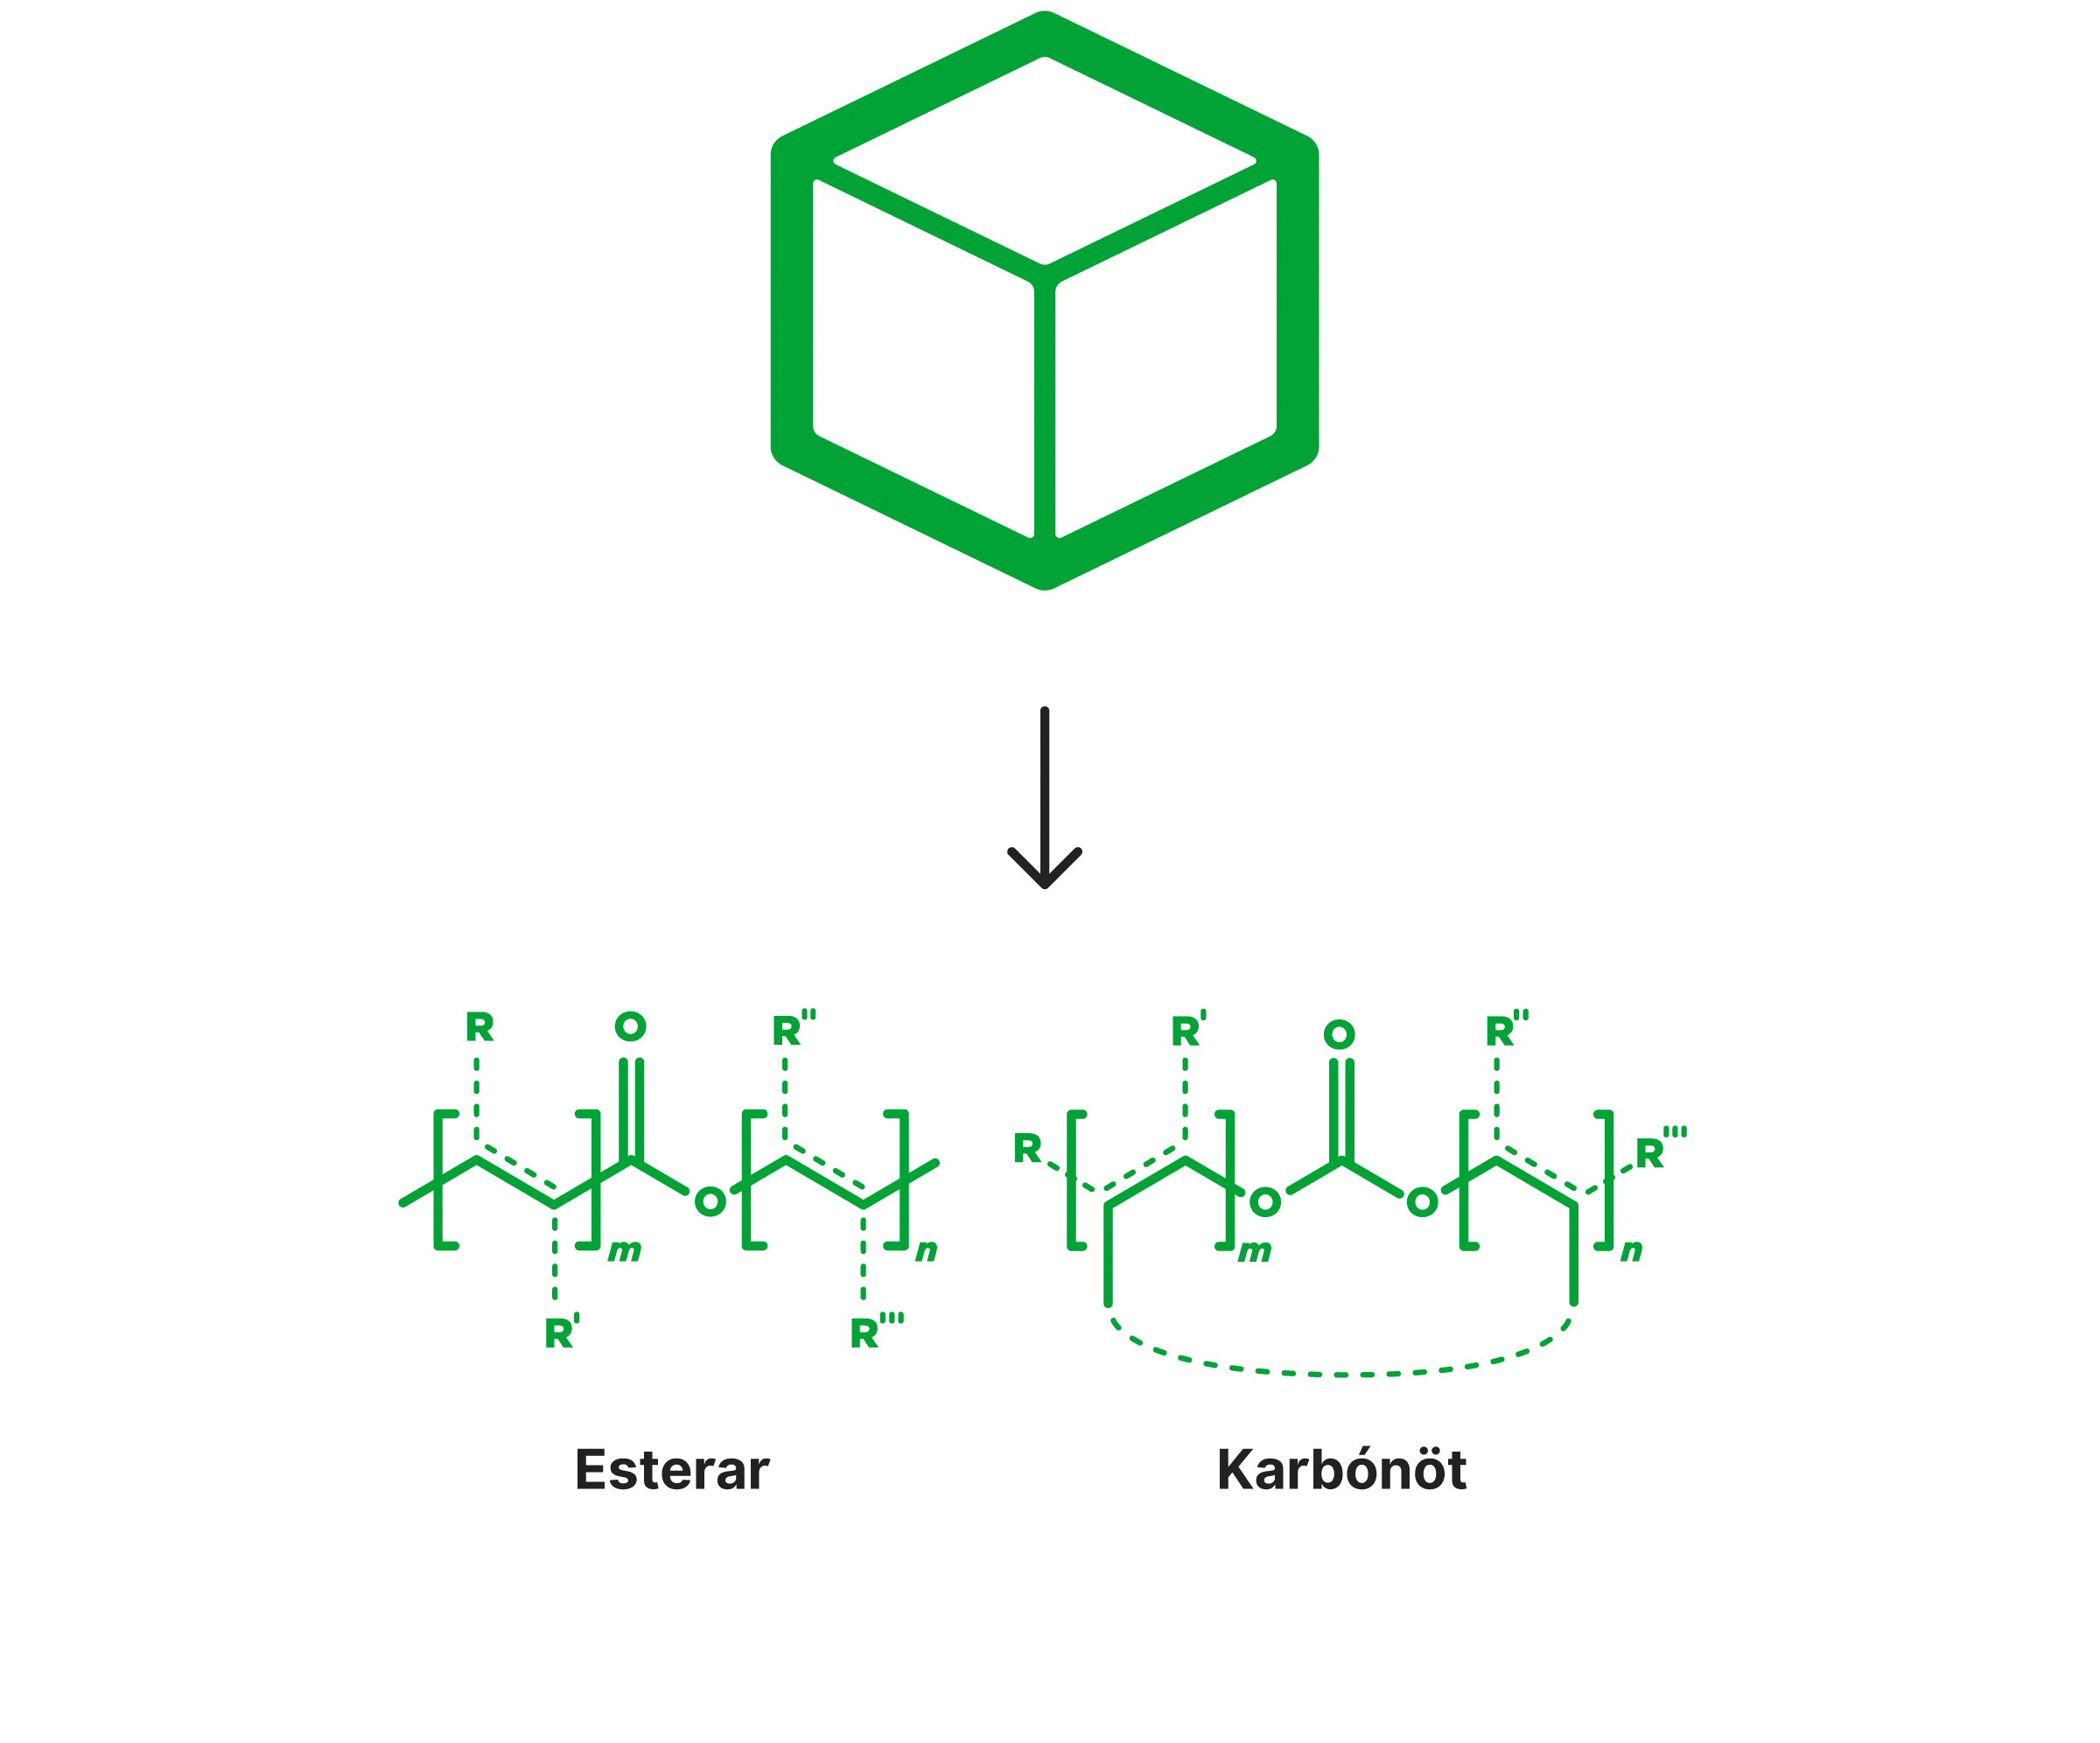 R O R" R' O R"
R R'''
O O O
m n m n
R' R'''
Esterar Karbónöt